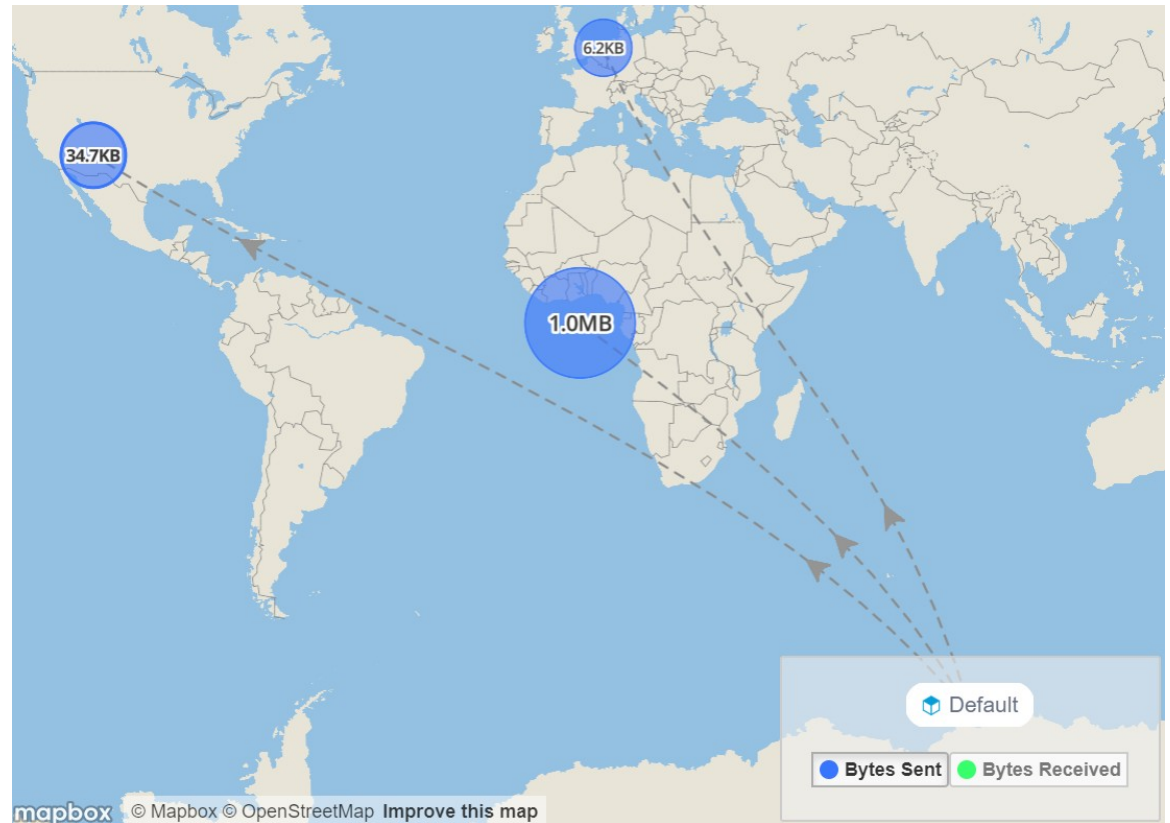 6.2KB
34.7KB
1.0MB
Default
Bytes Sent
Bytes Received
mapbox
© Mapbox © OpenStreetMap Improve this map